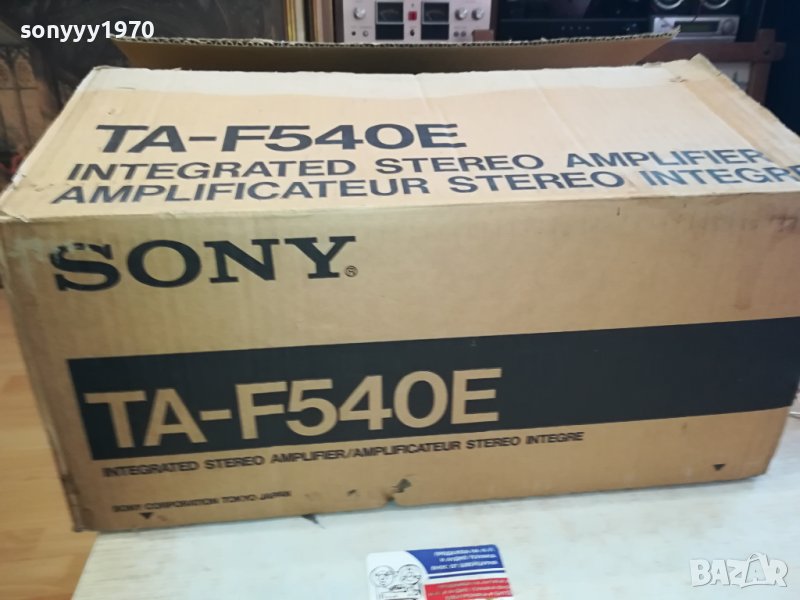 sonyyy1970
TA-F540E
INTEGRATED STEREO AMPLIFIER
AMPLIFICATEUR STEREO INTEGRE
SONY®
TA-F540E
INTEGRATED STEREO AMPLIFIER/AMPLIFICATEUR STEREO INTEGRE
SONY CORPORATION TOKYO JAPAN
BAZAR